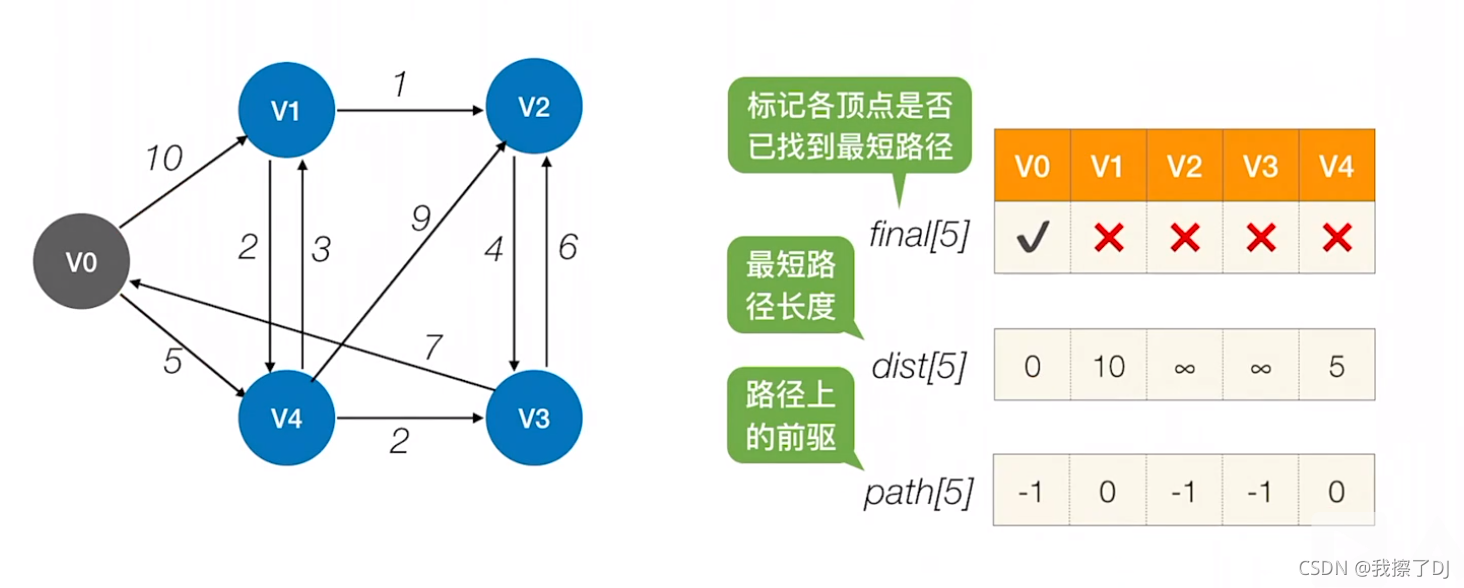 V1
1
V2
10
2
3
9
4
6
V0
7
5
V4
2
V3
标记各顶点是否
已找到最短路径
V0 V1 V2 V3 V4
final[5] ✓ ✕ ✕ ✕ ✕
最短路
径长度
dist[5] 0 10 ∞ ∞ 5
路径上
的前驱
path[5] -1 0 -1 -1 0
CSDN @我擦了DJ